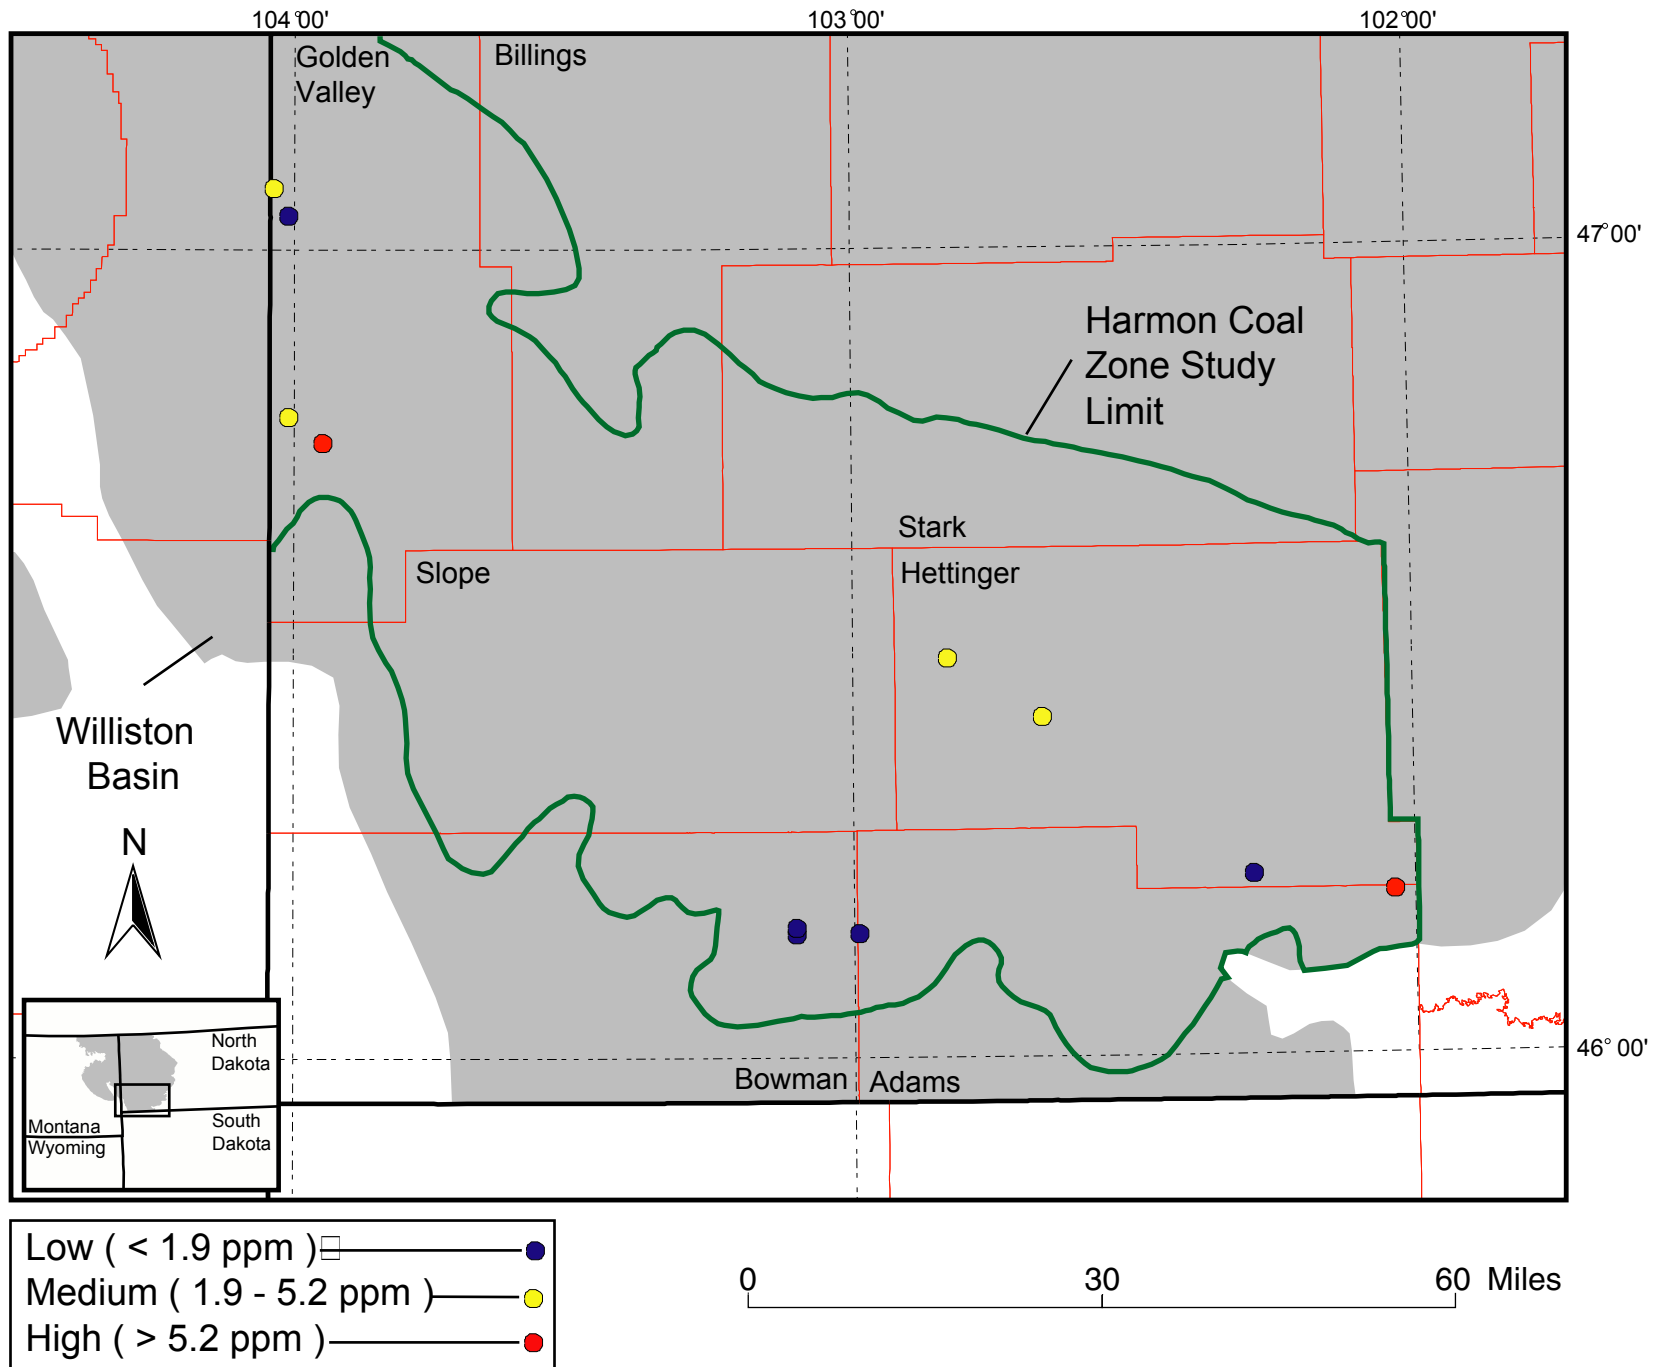 104°00'
103°00'
102°00'
Golden
Valley
Billings
47°00'
Harmon Coal
Zone Study
Limit
Stark
Slope
Hettinger
Williston
Basin
N
46°00'
Bowman
Adams
North
Dakota
Montana
Wyoming
South
Dakota
Low ( < 1.9 ppm )
Medium ( 1.9 - 5.2 ppm )
High ( > 5.2 ppm )
0 30 60 Miles